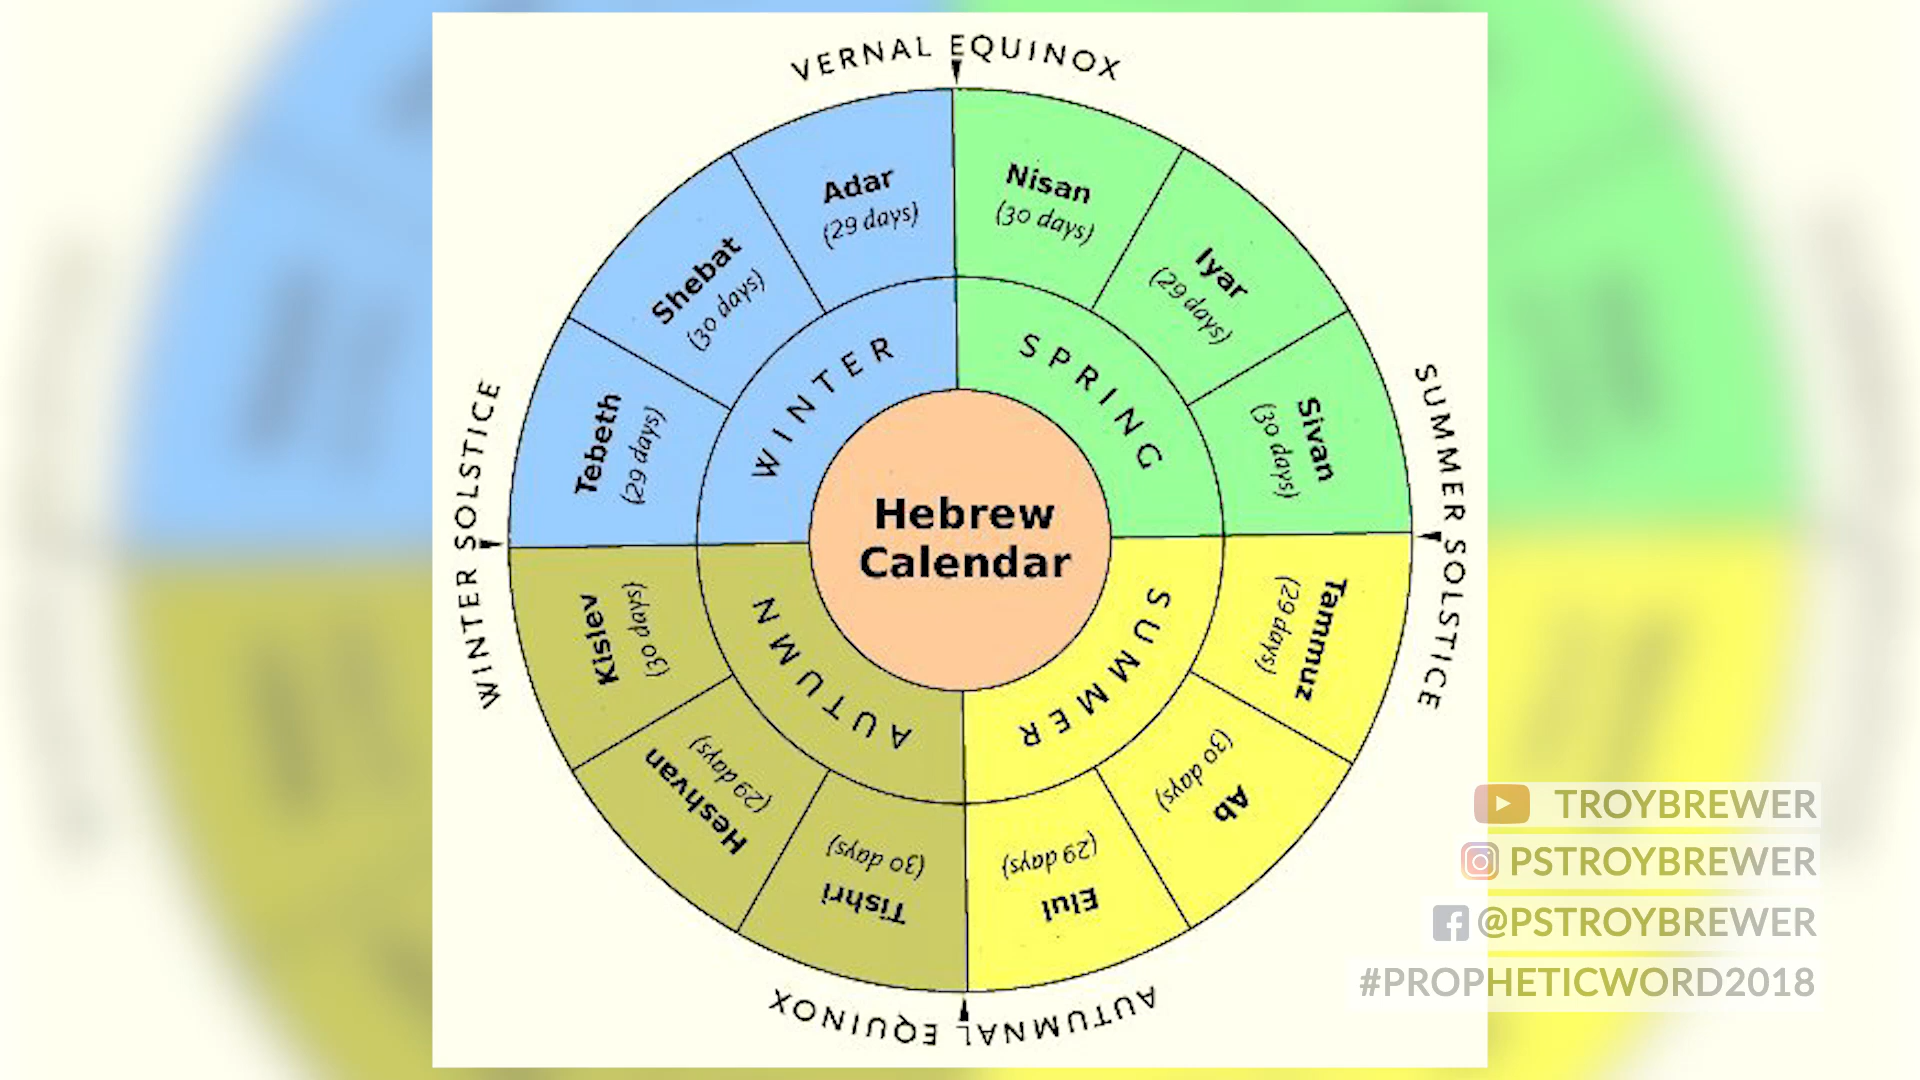 VERNAL EQUINOX
Adar
(29 days)
Nisan
(30 days)
Shebat
(30 days)
Iyar
(29 days)
Tebeth
(29 days)
Sivan
(30 days)
WINTER
SPRING
WINTER SOLSTICE
SUMMER SOLSTICE
Hebrew
Calendar
Kislev
(30 days)
Tammuz
(29 days)
AUTUMN
SUMMER
Heshvan
(29 days)
Ab
(30 days)
Tishri
(30 days)
Elul
(29 days)
AUTUMNAL EQUINOX
TROYBREWER
PSTROYBREWER
@PSTROYBREWER
#PROPHETICWORD2018